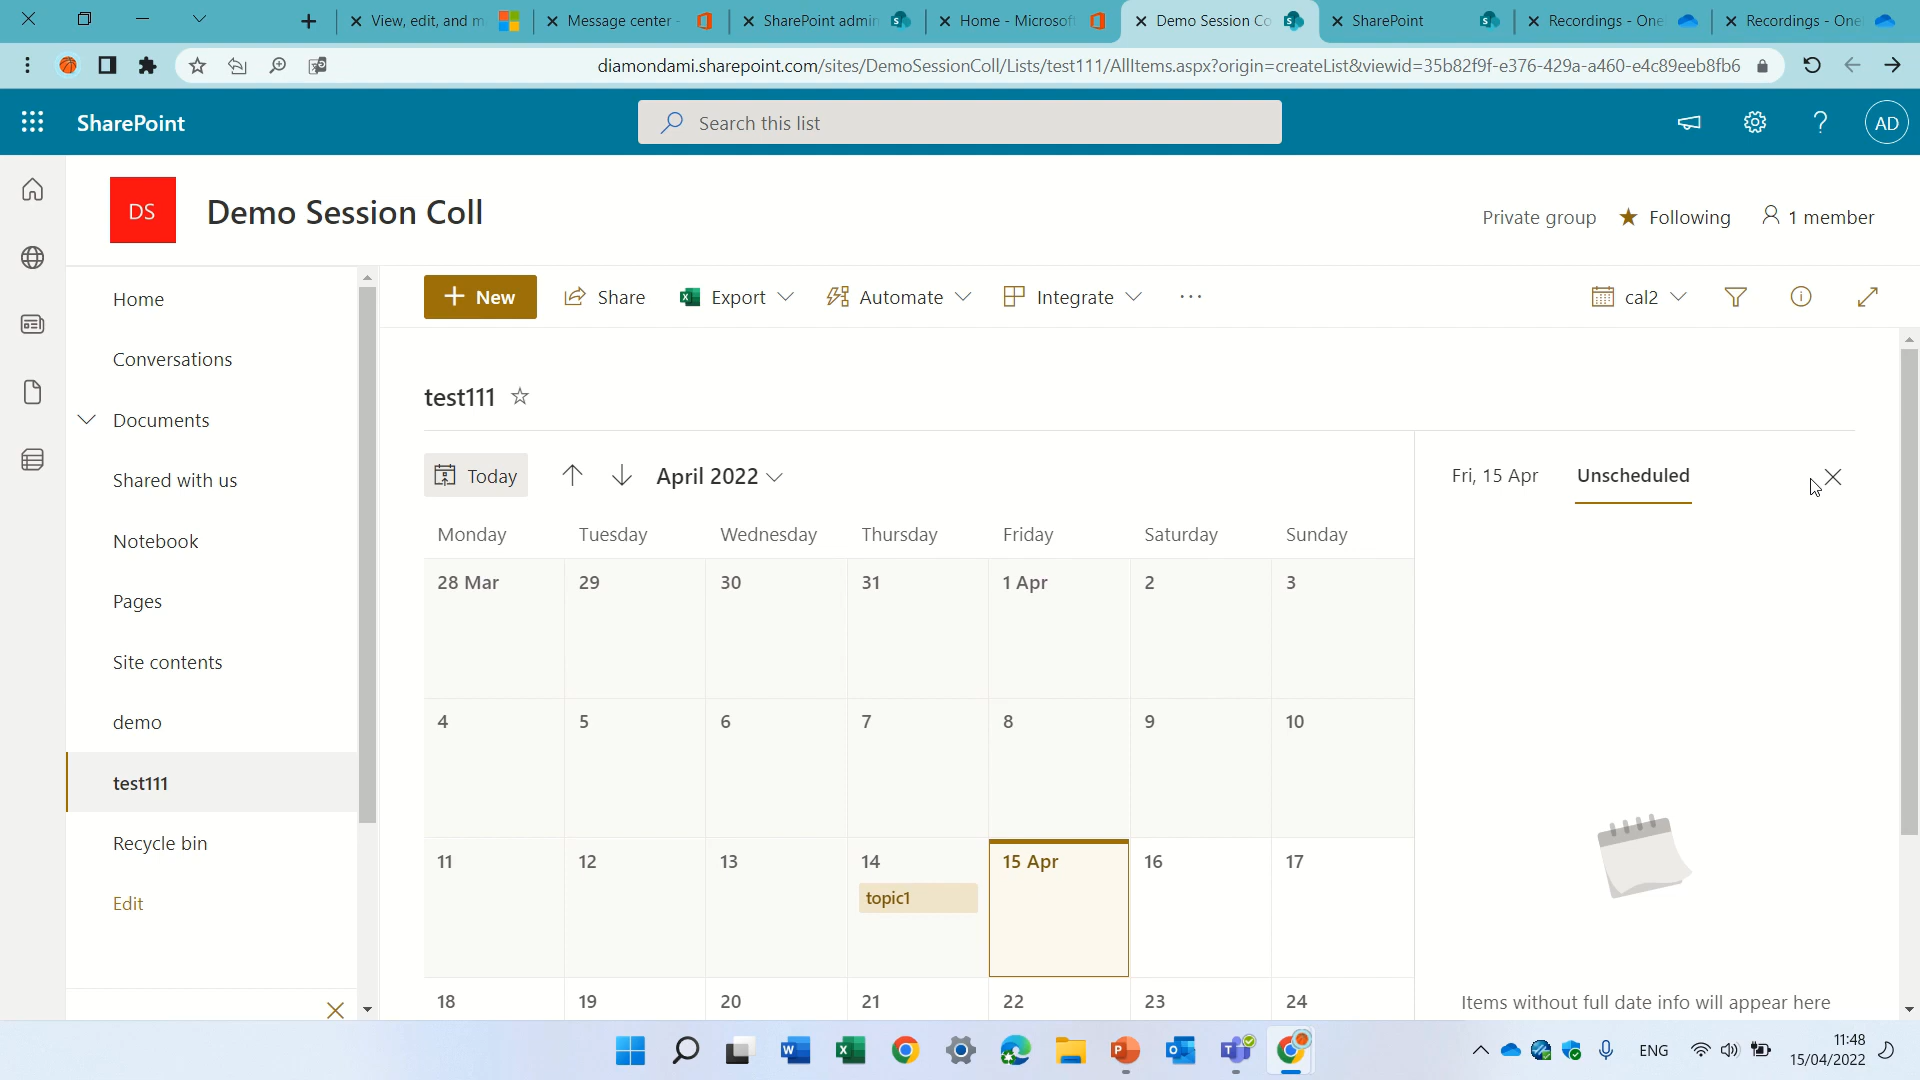 View, edit, and m
Message center -
SharePoint admin
Home - Microsoft
Demo Session Co
SharePoint
Recordings - One
Recordings - One
diamondami.sharepoint.com/sites/DemoSessionColl/Lists/test111/AllItems.aspx?origin=createList&viewid=35b82f9f-e376-429a-a460-e4c89eeb8fb6
SharePoint
Search this list
AD
DS
Demo Session Coll
Private group
Following
1 member
Home
Conversations
Documents
Shared with us
Notebook
Pages
Site contents
demo
test111
Recycle bin
Edit
New
Share
Export
Automate
Integrate
cal2
test111
Today
April 2022
Fri, 15 Apr
Unscheduled
Monday Tuesday Wednesday Thursday Friday Saturday Sunday
28 Mar 29 30 31 1 Apr 2 3
4 5 6 7 8 9 10
11 12 13 14 15 Apr 16 17
topic1
18 19 20 21 22 23 24
Items without full date info will appear here
ENG
11:48
15/04/2022